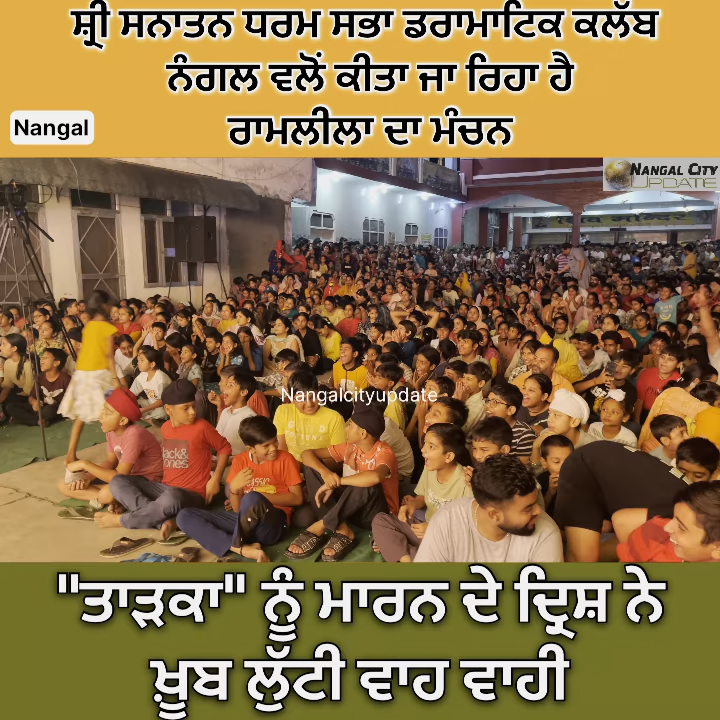 ਸ਼੍ਰੀ ਸਨਾਤਨ ਧਰਮ ਸਭਾ ਡਰਾਮਾਟਿਕ ਕਲੱਬ
ਨੰਗਲ ਵਲੋਂ ਕੀਤਾ ਜਾ ਰਿਹਾ ਹੈ
Nangal
ਰਾਮਲੀਲਾ ਦਾ ਮੰਚਨ
NANGAL CITY
UPDATE
Nangalcityupdate
"ਤਾੜਕਾ" ਨੂੰ ਮਾਰਨ ਦੇ ਦ੍ਰਿਸ਼ ਨੇ
ਖ਼ੂਬ ਲੁੱਟੀ ਵਾਹ ਵਾਹੀ